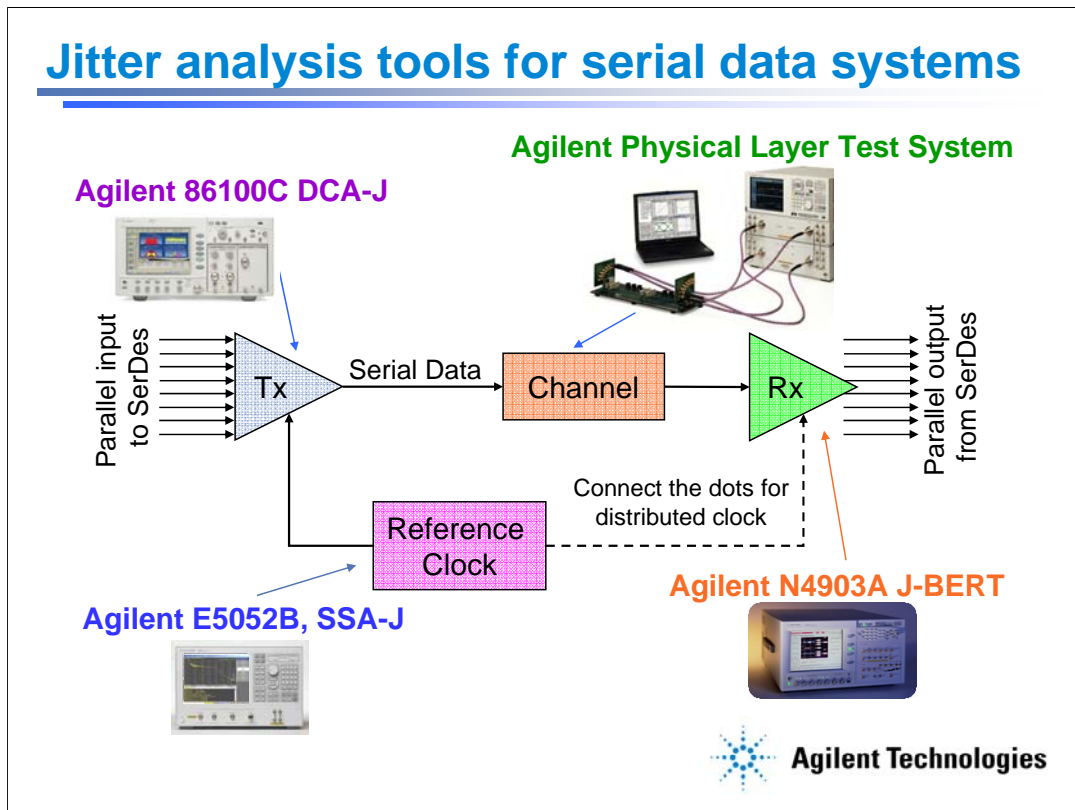 Jitter analysis tools for serial data systems
Agilent Physical Layer Test System
Agilent 86100C DCA-J
Parallel input
to SerDes
Tx
Serial Data
Channel
Rx
Parallel output
from SerDes
Connect the dots for
distributed clock
Reference
Clock
Agilent N4903A J-BERT
Agilent E5052B, SSA-J
Agilent Technologies